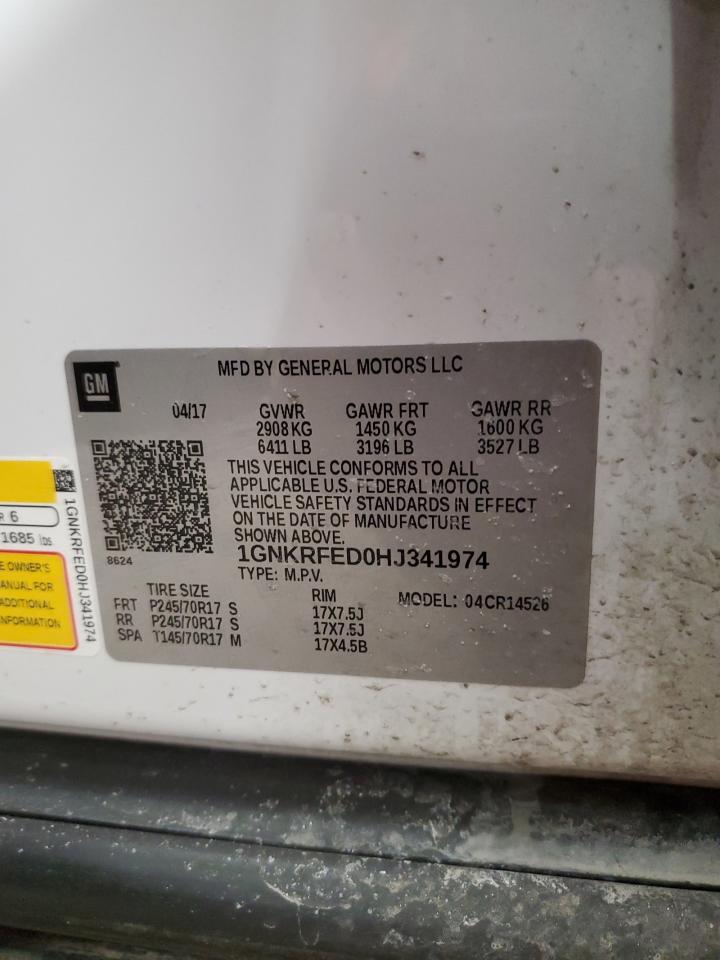 GM
MFD BY GENERAL MOTORS LLC
04/17 GVWR GAWR FRT GAWR RR
2908 KG 1450 KG 1600 KG
6411 LB 3196 LB 3527 LB
THIS VEHICLE CONFORMS TO ALL
APPLICABLE U.S. FEDERAL MOTOR
VEHICLE SAFETY STANDARDS IN EFFECT
ON THE DATE OF MANUFACTURE
SHOWN ABOVE.
8624
1GNKRFED0HJ341974
TYPE: M.P.V.
TIRE SIZE RIM MODEL: 04CR14526
FRT P245/70R17 S 17X7.5J
RR P245/70R17 S 17X7.5J
SPA T145/70R17 M 17X4.5B
1GNKRFED0HJ341974
R 6
1685 lbs
E OWNER'S
ANUAL FOR
ADDITIONAL
INFORMATION